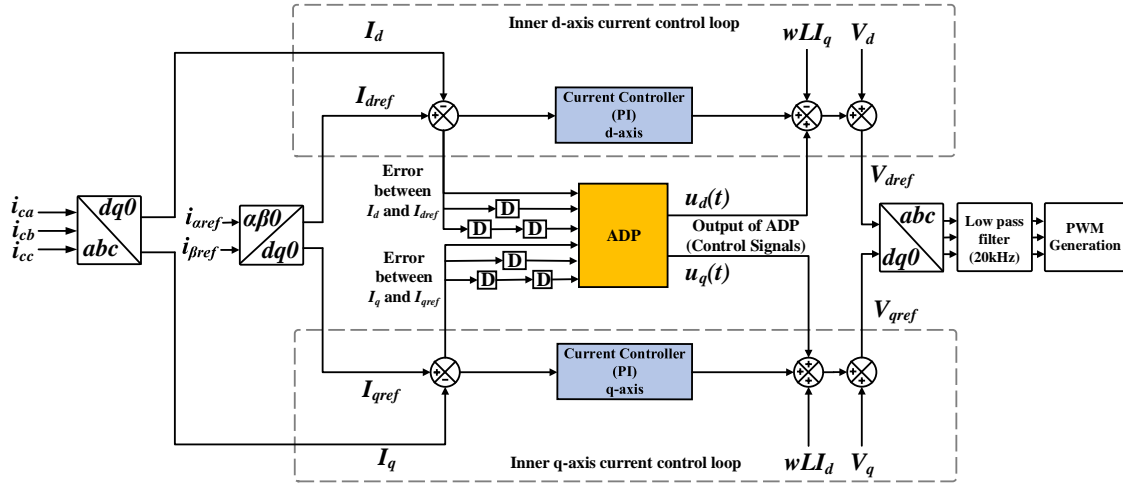 Inner d-axis current control loop
I_d
wLI_q
V_d
I_dref
Current Controller
(PI)
d-axis
V_dref
Error
between
I_d and I_dref
D
D
D
ADP
u_d(t)
Output of ADP
(Control Signals)
u_q(t)
i_ca
i_cb
i_cc
dq0
abc
i_αref
i_βref
αβ0
dq0
Error
between
I_q and I_qref
D
D
D
abc
dq0
Low pass
filter
(20kHz)
PWM
Generation
V_qref
I_qref
Current Controller
(PI)
q-axis
I_q
wLI_d
V_q
Inner q-axis current control loop